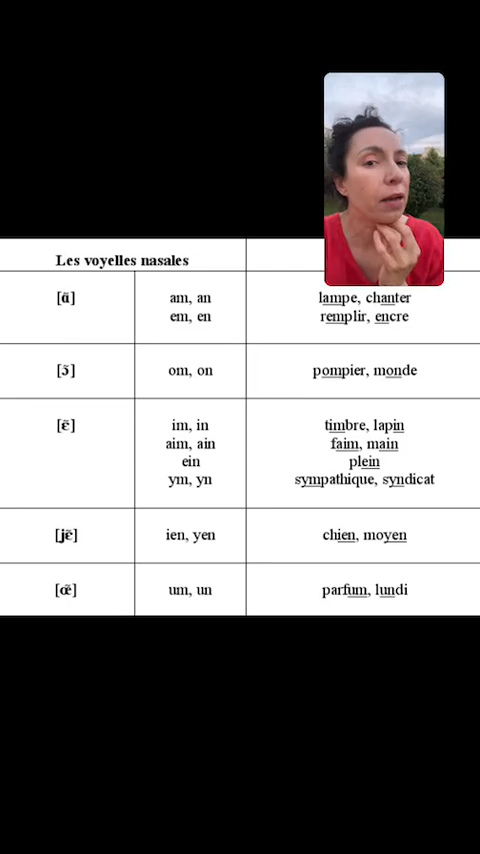 Les voyelles nasales
[ɑ̃]
am, an
em, en
lampe, chanter
remplir, encre
[ɔ̃]
om, on
pompier, monde
[ɛ̃]
im, in
aim, ain
ein
ym, yn
timbre, lapin
faim, main
plein
sympathique, syndicat
[jɛ̃]
ien, yen
chien, moyen
[œ̃]
um, un
parfum, lundi